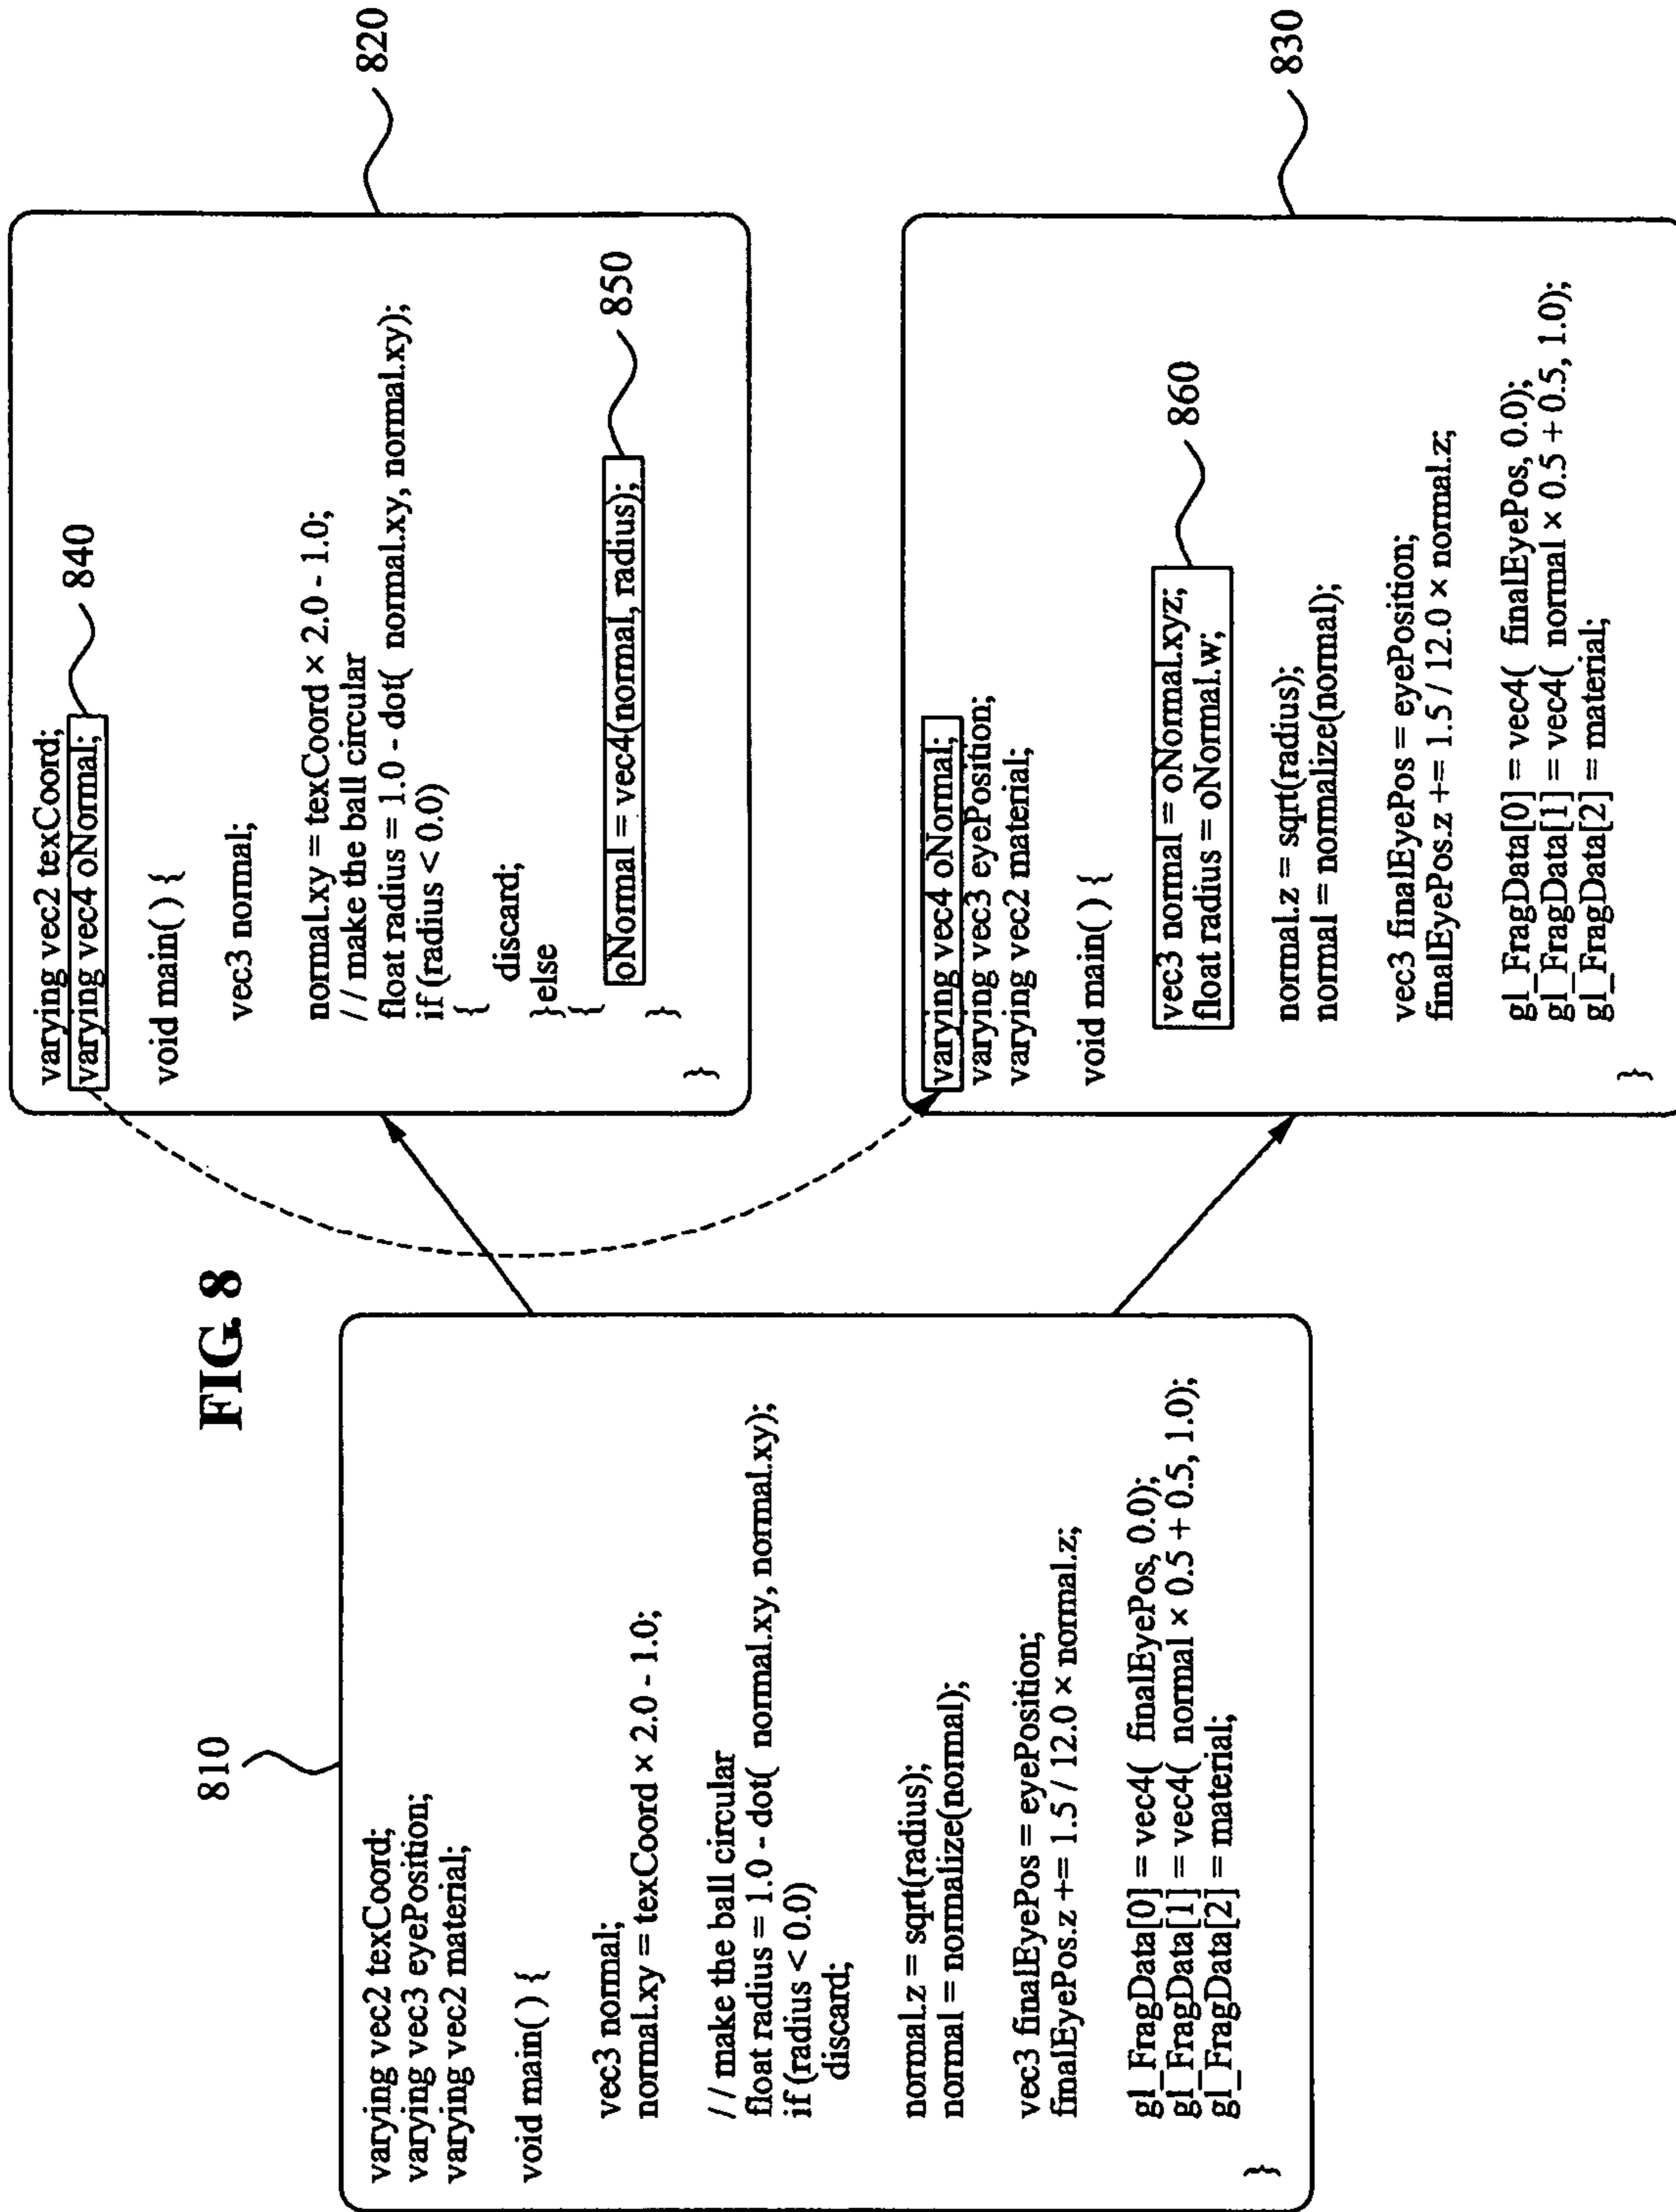 FIG. 8
810
varying vec2 texCoord;
varying vec3 eyePosition;
varying vec2 material;
void main( ) {
vec3 normal;
normal.xy = texCoord × 2.0 - 1.0;
// make the ball circular
float radius = 1.0 - dot( normal.xy, normal.xy);
if (radius < 0.0)
discard;
normal.z = sqrt(radius);
normal = normalize(normal);
vec3 finalEyePos = eyePosition;
finalEyePos.z += 1.5 / 12.0 × normal.z;
gl_FragData[0] = vec4( finalEyePos, 0.0);
gl_FragData[1] = vec4( normal × 0.5 + 0.5, 1.0);
gl_FragData[2] = material;
}
820
varying vec2 texCoord;
varying vec4 oNormal;
840
void main( ) {
vec3 normal;
normal.xy = texCoord × 2.0 - 1.0;
// make the ball circular
float radius = 1.0 - dot( normal.xy, normal.xy);
if (radius < 0.0)
{
discard;
} else
{
oNormal = vec4(normal, radius);
850
}
}
830
varying vec4 oNormal;
varying vec3 eyePosition;
varying vec2 material;
void main( ) {
vec3 normal = oNormal.xyz;
float radius = oNormal.w;
860
normal.z = sqrt(radius);
normal = normalize(normal);
vec3 finalEyePos = eyePosition;
finalEyePos.z += 1.5 / 12.0 × normal.z;
gl_FragData[0] = vec4( finalEyePos, 0.0);
gl_FragData[1] = vec4( normal × 0.5 + 0.5, 1.0);
gl_FragData[2] = material;
}